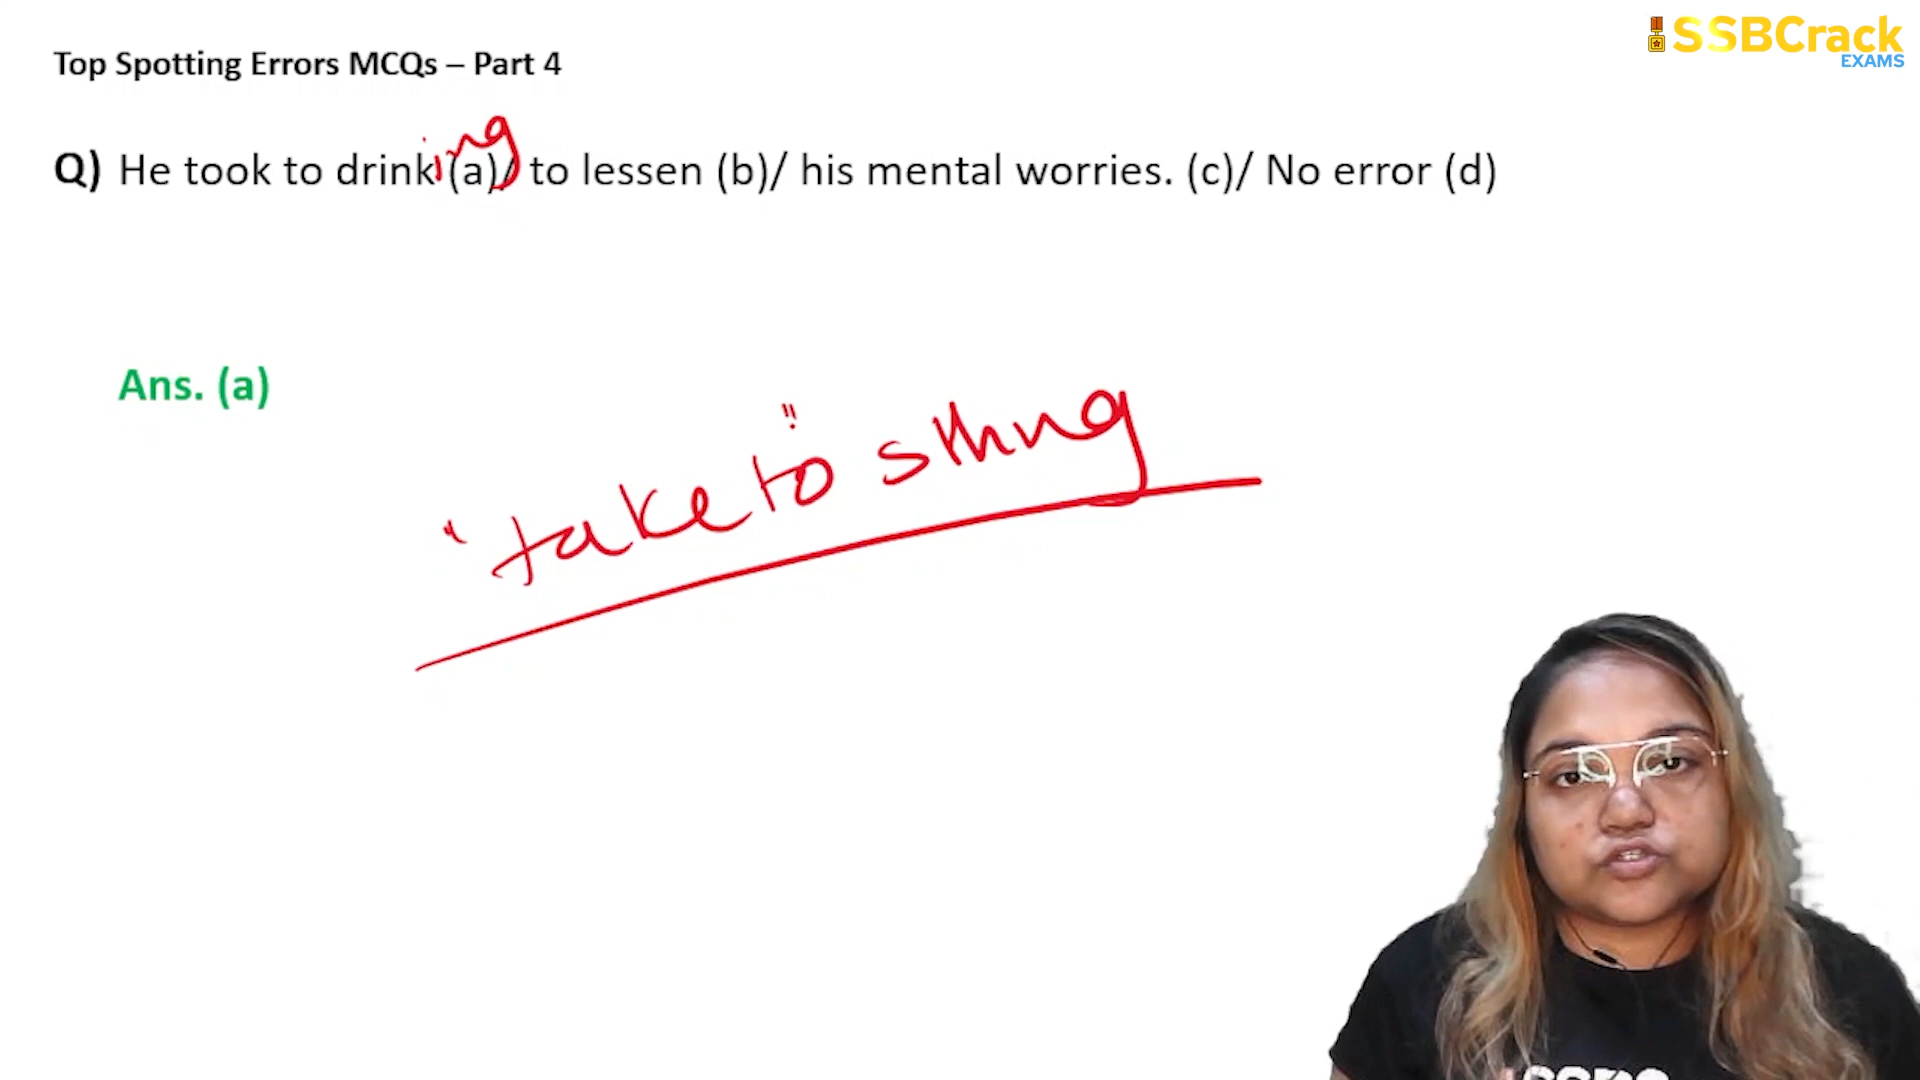 SSBCrack
EXAMS
Top Spotting Errors MCQs – Part 4
ing
Q) He took to drink (a)/ to lessen (b)/ his mental worries. (c)/ No error (d)
Ans. (a)
"take to" sthng